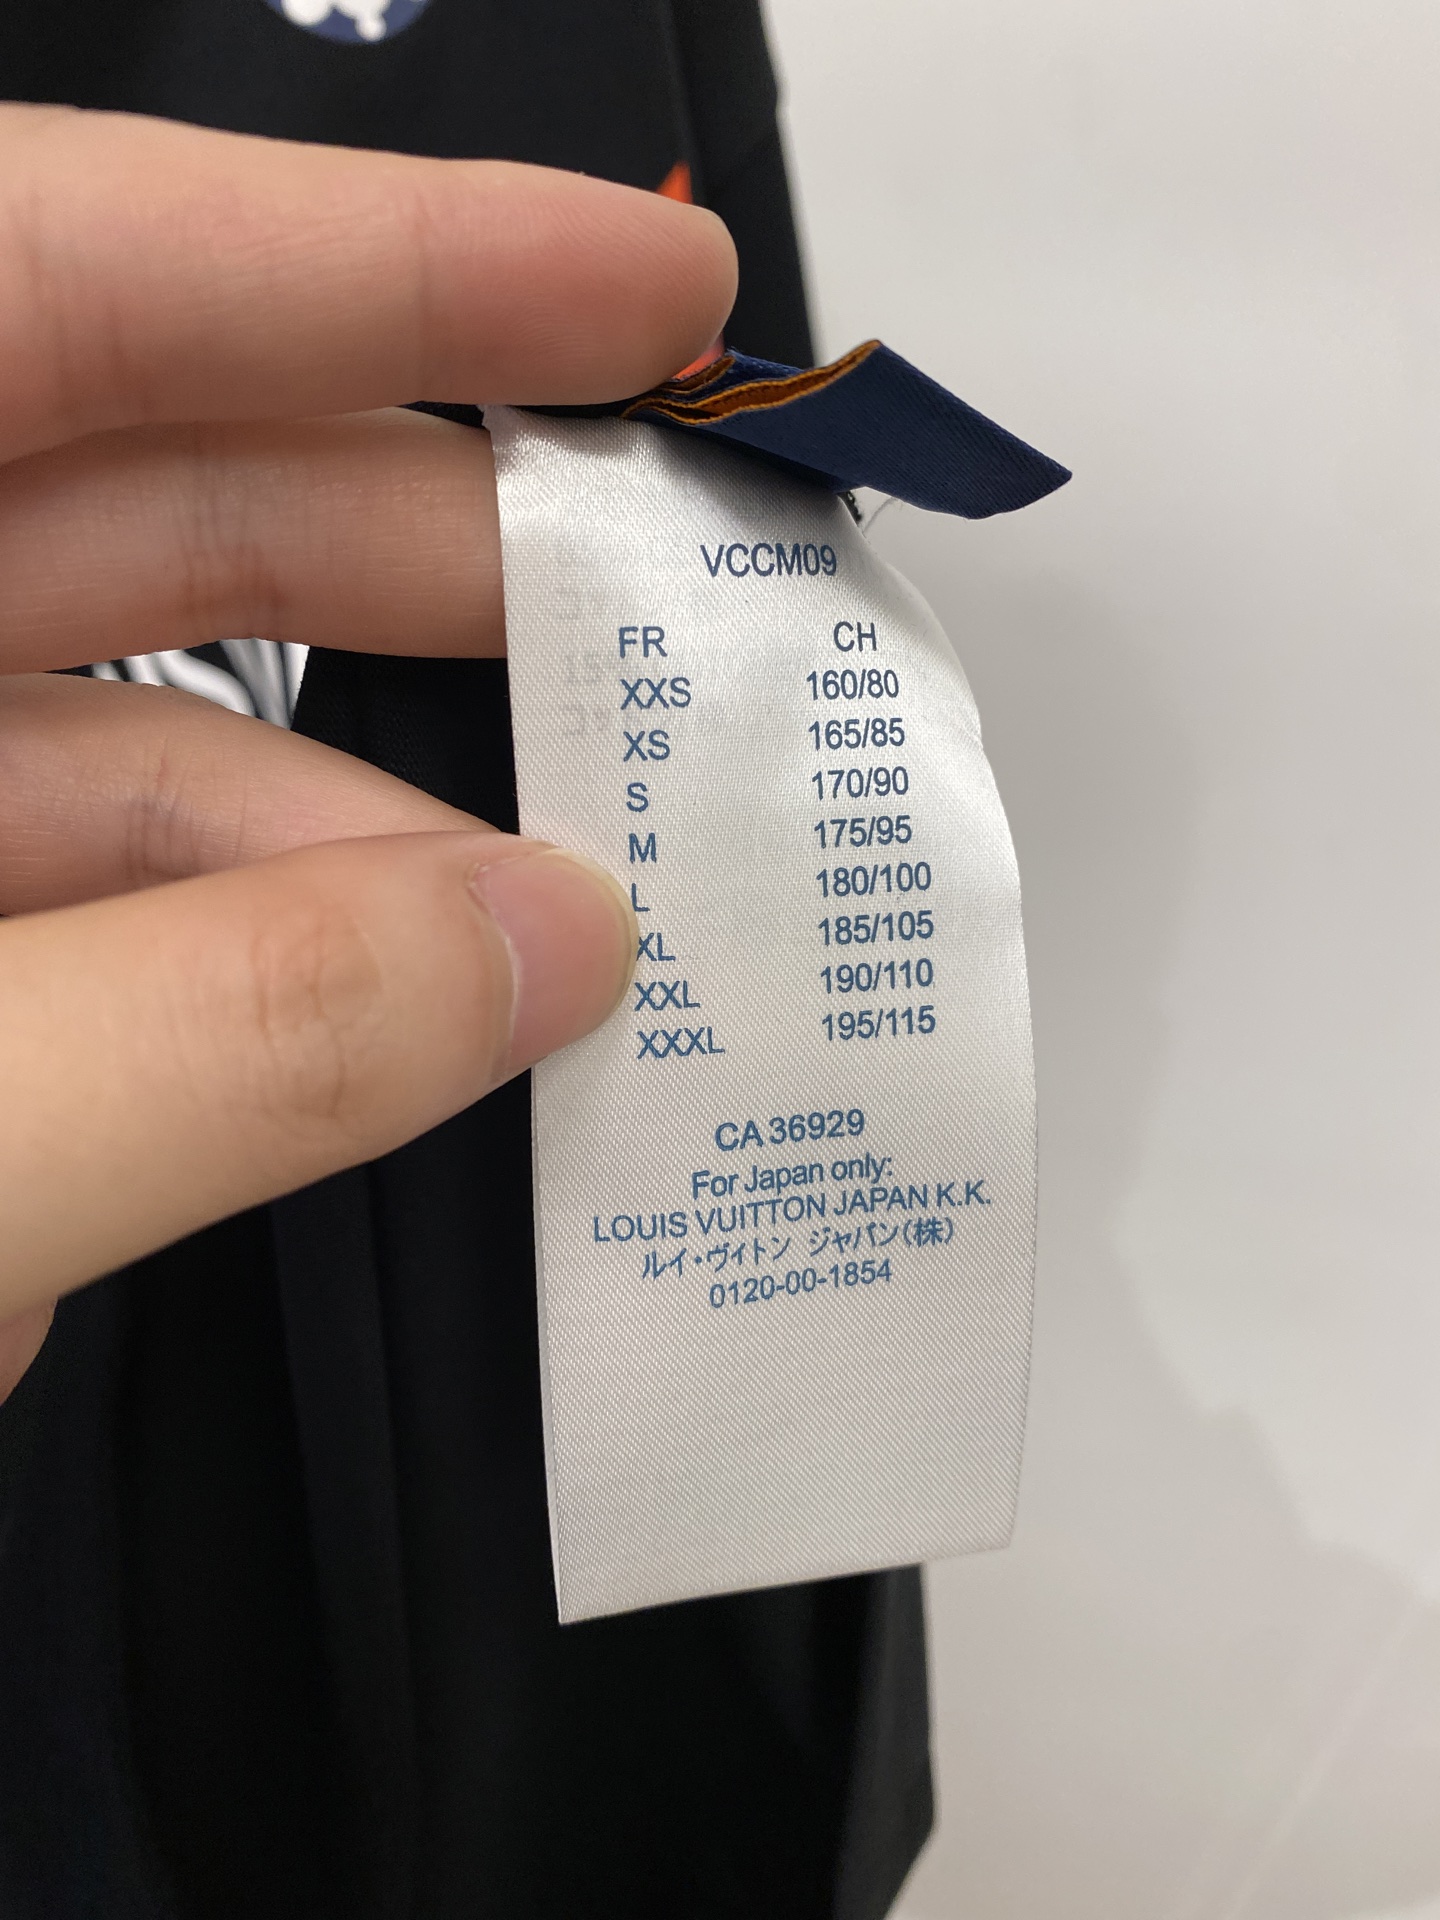 VCCM09
FR CH
XXS 160/80
XS 165/85
S 170/90
M 175/95
L 180/100
XL 185/105
XXL 190/110
XXXL 195/115
CA 36929
For Japan only:
LOUIS VUITTON JAPAN K.K.
ルイ・ヴィトン ジャパン(株)
0120-00-1854